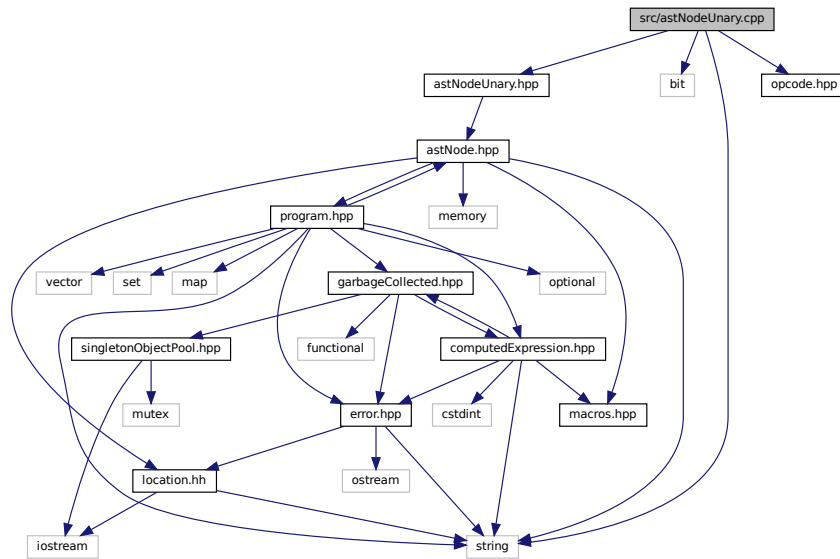 src/astNodeUnary.cpp
astNodeUnary.hpp
bit
opcode.hpp
astNode.hpp
program.hpp
memory
vector
set
map
garbageCollected.hpp
optional
singletonObjectPool.hpp
functional
computedExpression.hpp
mutex
error.hpp
cstdint
macros.hpp
location.hh
ostream
iostream
string